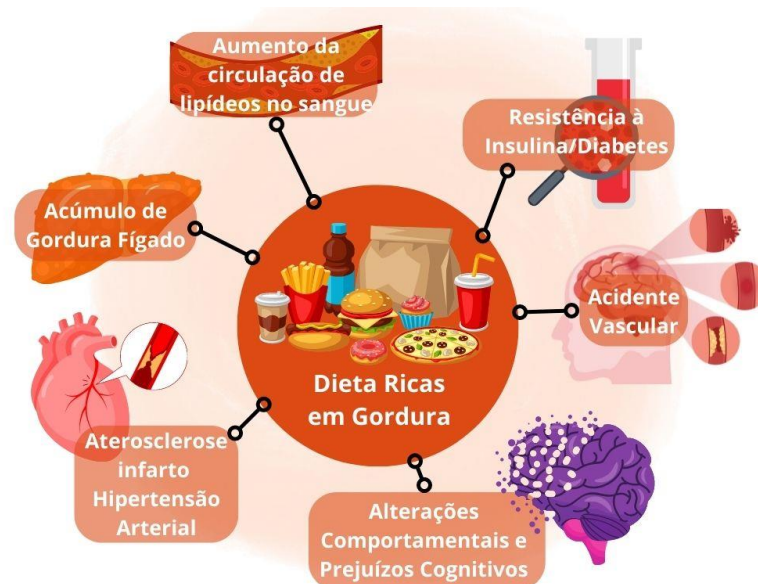 Aumento da
circulação de
lipídeos no sangue
Resistência à
Insulina/Diabetes
Acúmulo de
Gordura Fígado
Acidente
Vascular
Dieta Ricas
em Gordura
Aterosclerose
infarto
Hipertensão
Arterial
Alterações
Comportamentais e
Prejuízos Cognitivos